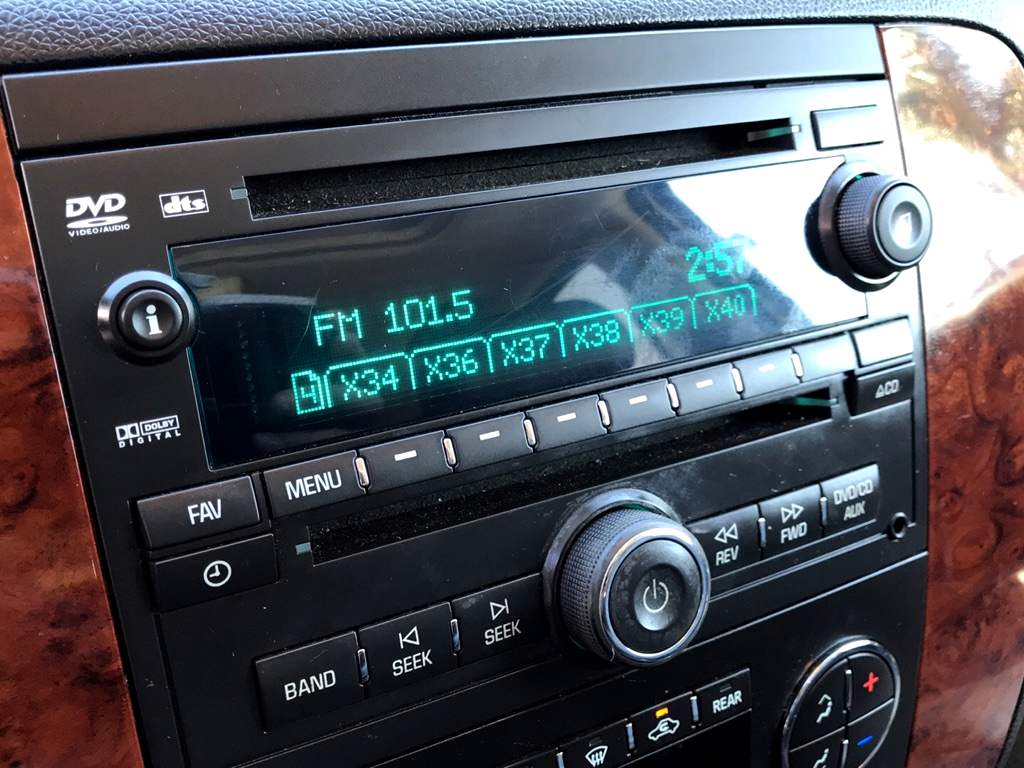 DVD
VIDEO/AUDIO
dts
i
2:57
FM 101.5
4 X34 X36 X37 X38 X39 X40
DOLBY
DIGITAL
FAV
MENU
CD
REV
FWD
DVD/CD
AUX
SEEK
SEEK
BAND
REAR